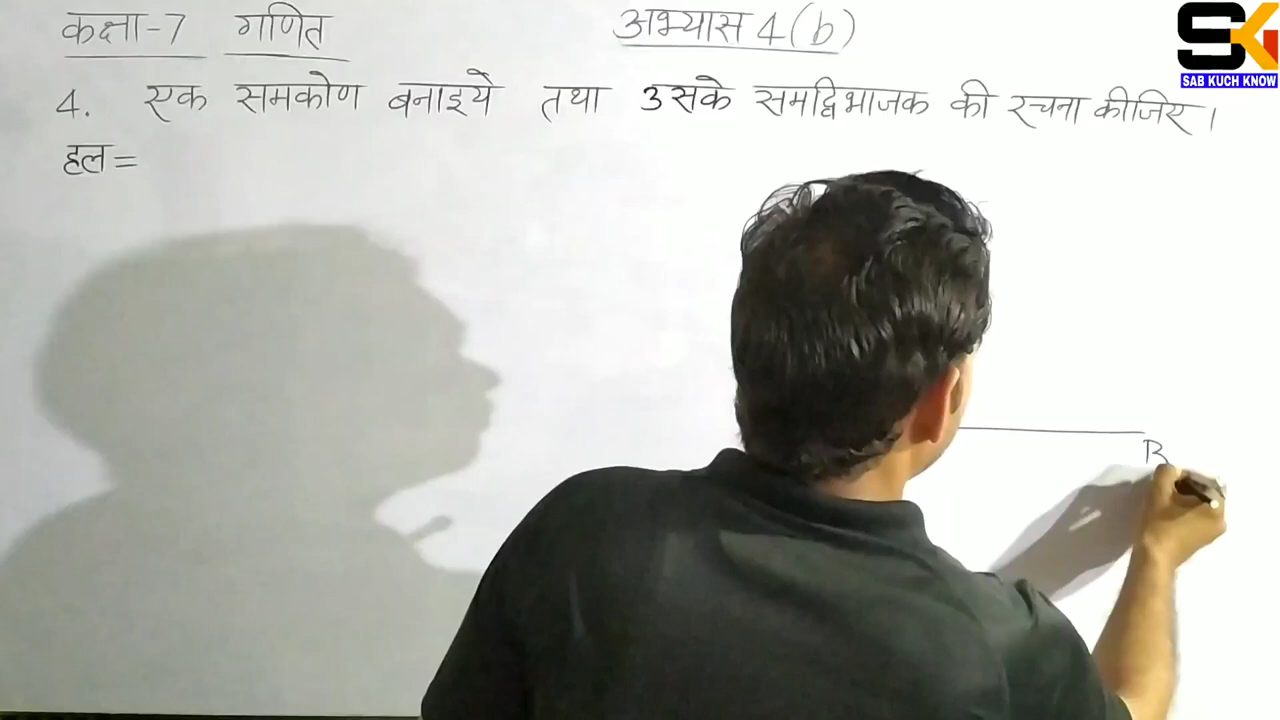 कक्षा-7 गणित अभ्यास 4(b)
4. एक समकोण बनाइये तथा उसके समद्विभाजक की रचना कीजिए।
हल=
B
SK
SAB KUCH KNOW